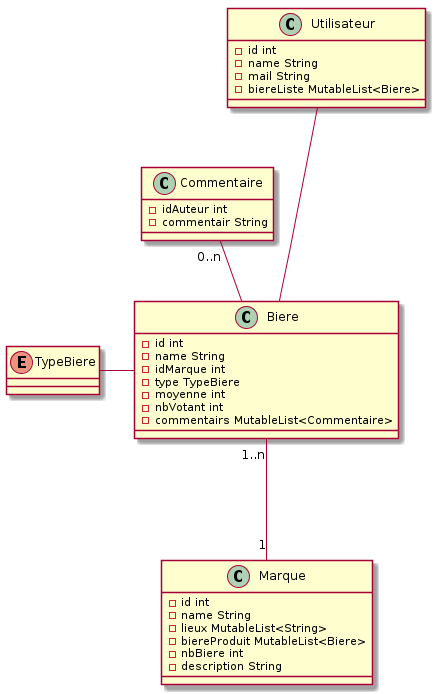 C Utilisateur
id int
name String
mail String
biereListe MutableList<Biere>
C Commentaire
idAuteur int
commentair String
0..n
C Biere
id int
name String
idMarque int
type TypeBiere
moyenne int
nbVotant int
commentairs MutableList<Commentaire>
E TypeBiere
1..n
1
C Marque
id int
name String
lieux MutableList<String>
biereProduit MutableList<Biere>
nbBiere int
description String